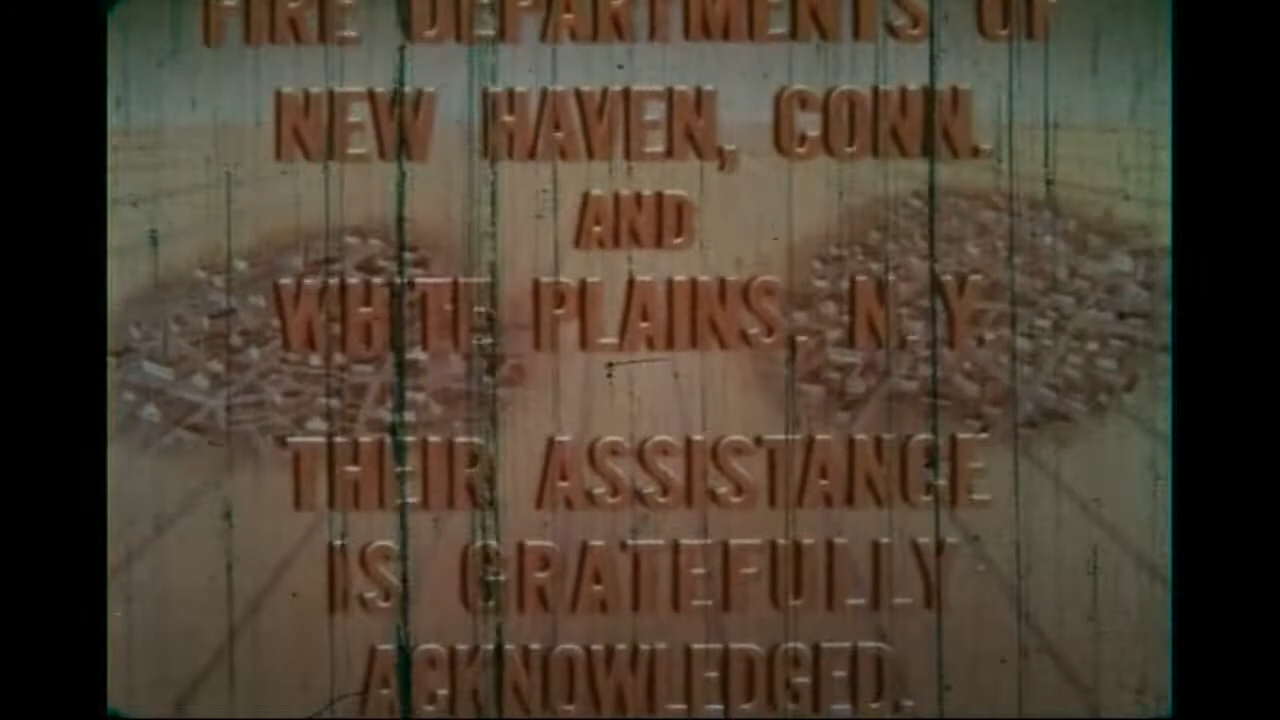 FIRE DEPARTMENTS OF
NEW HAVEN, CONN.
AND
WHITE PLAINS, N.Y.
THEIR ASSISTANCE
IS GRATEFULLY
ACKNOWLEDGED.